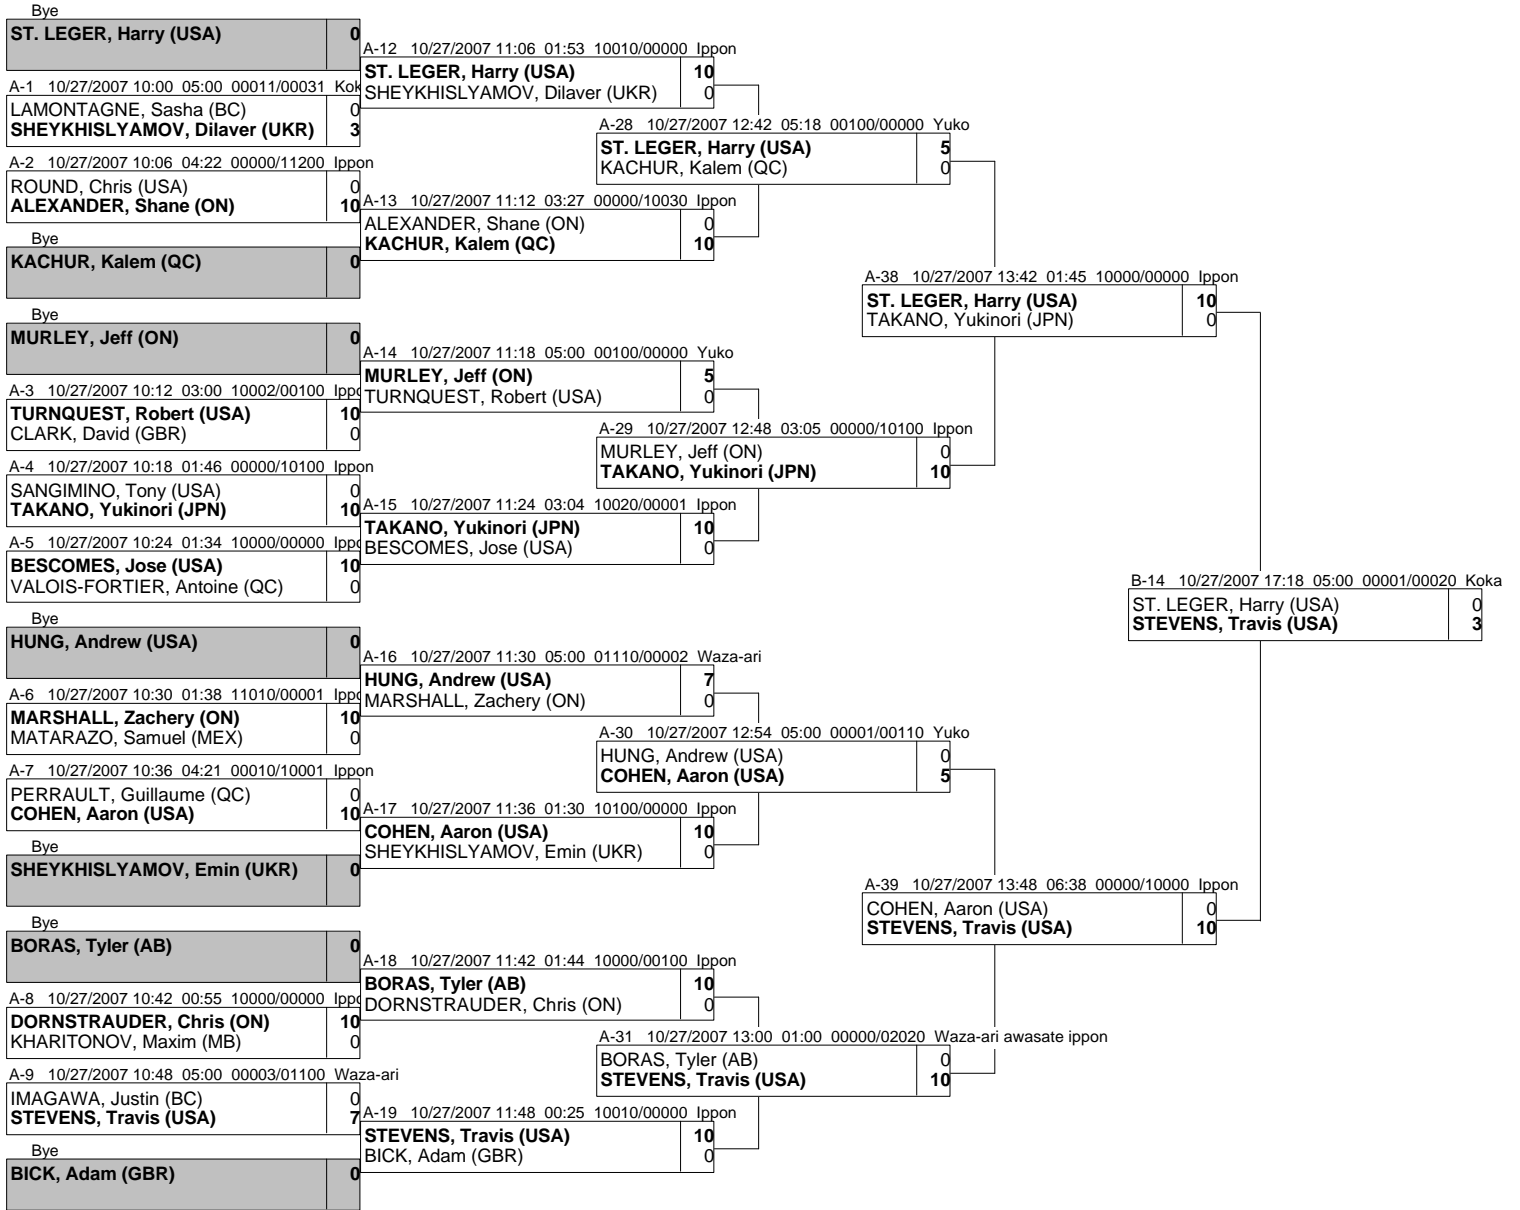 Bye
ST. LEGER, Harry (USA) 0
A-1 10/27/2007 10:00 05:00 00011/00031 Kok
LAMONTAGNE, Sasha (BC) 0
SHEYKHISLYAMOV, Dilaver (UKR) 3
A-2 10/27/2007 10:06 04:22 00000/11200 Ippon
ROUND, Chris (USA) 0
ALEXANDER, Shane (ON) 10
Bye
KACHUR, Kalem (QC) 0
Bye
MURLEY, Jeff (ON) 0
A-3 10/27/2007 10:12 03:00 10002/00100 Ippo
TURNQUEST, Robert (USA) 10
CLARK, David (GBR) 0
A-4 10/27/2007 10:18 01:46 00000/10100 Ippon
SANGIMINO, Tony (USA) 0
TAKANO, Yukinori (JPN) 10
A-5 10/27/2007 10:24 01:34 10000/00000 Ippo
BESCOMES, Jose (USA) 10
VALOIS-FORTIER, Antoine (QC) 0
Bye
HUNG, Andrew (USA) 0
A-6 10/27/2007 10:30 01:38 11010/00001 Ippo
MARSHALL, Zachery (ON) 10
MATARAZO, Samuel (MEX) 0
A-7 10/27/2007 10:36 04:21 00010/10001 Ippon
PERRAULT, Guillaume (QC) 0
COHEN, Aaron (USA) 10
Bye
SHEYKHISLYAMOV, Emin (UKR) 0
Bye
BORAS, Tyler (AB) 0
A-8 10/27/2007 10:42 00:55 10000/00000 Ippo
DORNSTRAUDER, Chris (ON) 10
KHARITONOV, Maxim (MB) 0
A-9 10/27/2007 10:48 05:00 00003/01100 Waza-ari
IMAGAWA, Justin (BC) 0
STEVENS, Travis (USA) 7
Bye
BICK, Adam (GBR) 0
A-12 10/27/2007 11:06 01:53 10010/00000 Ippon
ST. LEGER, Harry (USA) 10
SHEYKHISLYAMOV, Dilaver (UKR) 0
A-13 10/27/2007 11:12 03:27 00000/10030 Ippon
ALEXANDER, Shane (ON) 0
KACHUR, Kalem (QC) 10
A-14 10/27/2007 11:18 05:00 00100/00000 Yuko
MURLEY, Jeff (ON) 5
TURNQUEST, Robert (USA) 0
A-15 10/27/2007 11:24 03:04 10020/00001 Ippon
TAKANO, Yukinori (JPN) 10
BESCOMES, Jose (USA) 0
A-16 10/27/2007 11:30 05:00 01110/00002 Waza-ari
HUNG, Andrew (USA) 7
MARSHALL, Zachery (ON) 0
A-17 10/27/2007 11:36 01:30 10100/00000 Ippon
COHEN, Aaron (USA) 10
SHEYKHISLYAMOV, Emin (UKR) 0
A-18 10/27/2007 11:42 01:44 10000/00100 Ippon
BORAS, Tyler (AB) 10
DORNSTRAUDER, Chris (ON) 0
A-19 10/27/2007 11:48 00:25 10010/00000 Ippon
STEVENS, Travis (USA) 10
BICK, Adam (GBR) 0
A-28 10/27/2007 12:42 05:18 00100/00000 Yuko
ST. LEGER, Harry (USA) 5
KACHUR, Kalem (QC) 0
A-29 10/27/2007 12:48 03:05 00000/10100 Ippon
MURLEY, Jeff (ON) 0
TAKANO, Yukinori (JPN) 10
A-30 10/27/2007 12:54 05:00 00001/00110 Yuko
HUNG, Andrew (USA) 0
COHEN, Aaron (USA) 5
A-31 10/27/2007 13:00 01:00 00000/02020 Waza-ari awasate ippon
BORAS, Tyler (AB) 0
STEVENS, Travis (USA) 10
A-38 10/27/2007 13:42 01:45 10000/00000 Ippon
ST. LEGER, Harry (USA) 10
TAKANO, Yukinori (JPN) 0
A-39 10/27/2007 13:48 06:38 00000/10000 Ippon
COHEN, Aaron (USA) 0
STEVENS, Travis (USA) 10
B-14 10/27/2007 17:18 05:00 00001/00020 Koka
ST. LEGER, Harry (USA) 0
STEVENS, Travis (USA) 3